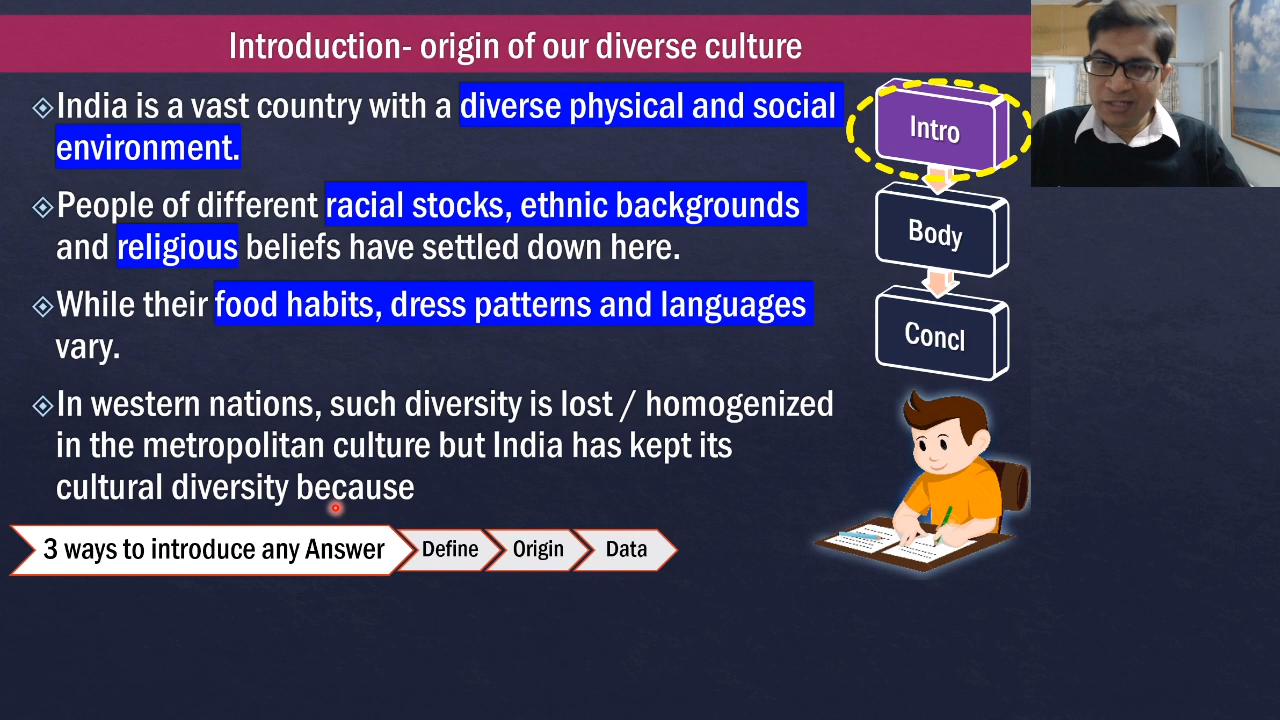 Introduction- origin of our diverse culture
India is a vast country with a diverse physical and social
environment.
People of different racial stocks, ethnic backgrounds
and religious beliefs have settled down here.
While their food habits, dress patterns and languages
vary.
In western nations, such diversity is lost / homogenized
in the metropolitan culture but India has kept its
cultural diversity because
3 ways to introduce any Answer
Define
Origin
Data
Intro
Body
Concl